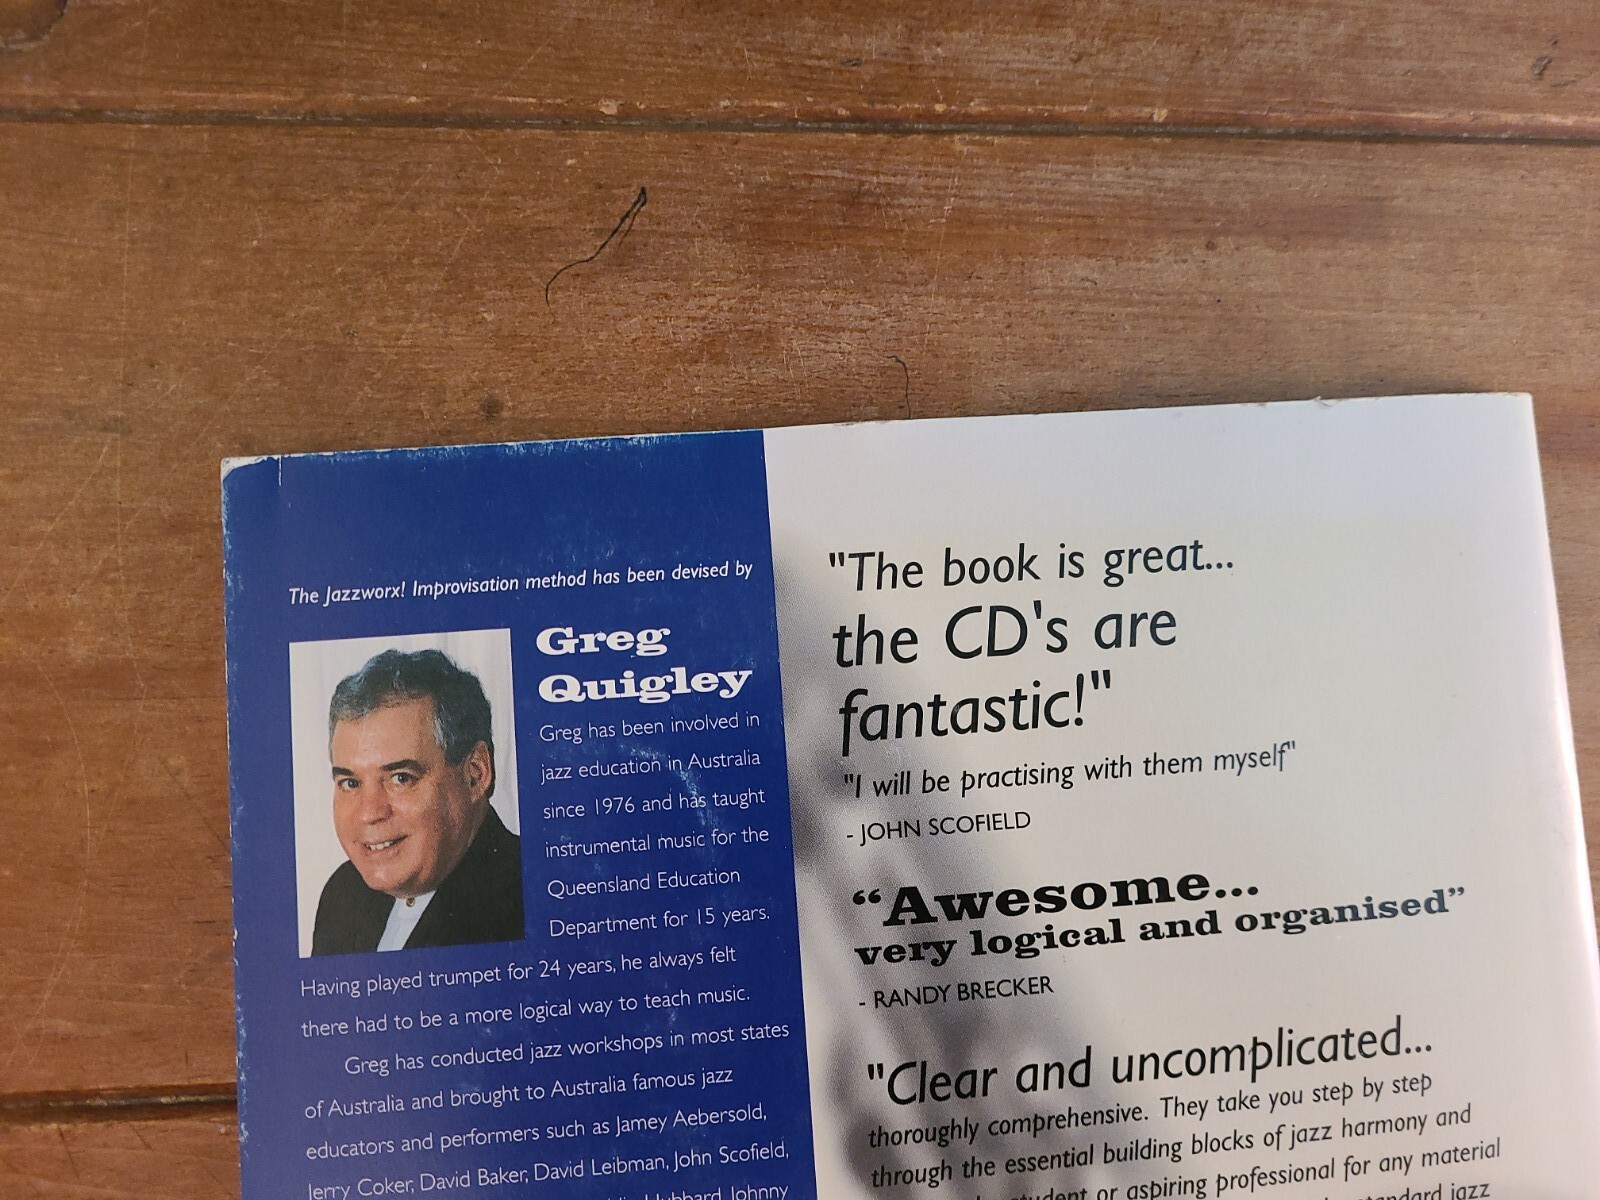 The Jazzworx! Improvisation method has been devised by
Greg
Quigley
Greg has been involved in
jazz education in Australia
since 1976 and has taught
instrumental music for the
Queensland Education
Department for 15 years.
Having played trumpet for 24 years, he always felt
there had to be a more logical way to teach music.
Greg has conducted jazz workshops in most states
of Australia and brought to Australia famous jazz
educators and performers such as Jamey Aebersold,
Jerry Coker, David Baker, David Leibman, John Scofield,
Hubbard, Johnny
"The book is great...
the CD's are
fantastic!"
"I will be practising with them myself"
- JOHN SCOFIELD
“Awesome...
very logical and organised”
- RANDY BRECKER
"Clear and uncomplicated...
thoroughly comprehensive. They take you step by step
through the essential building blocks of jazz harmony and
student or aspiring professional for any material
jazz